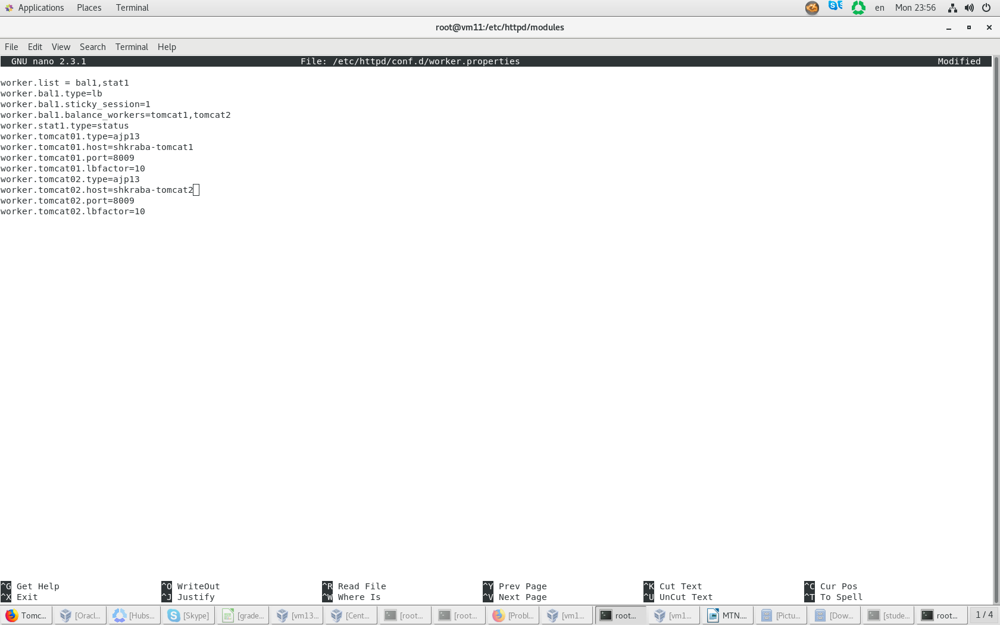 Applications Places Terminal en Mon 23:56
root@vm11:/etc/httpd/modules
File Edit View Search Terminal Help
GNU nano 2.3.1 File: /etc/httpd/conf.d/worker.properties Modified
worker.list = bal1,stat1
worker.bal1.type=lb
worker.bal1.sticky_session=1
worker.bal1.balance_workers=tomcat1,tomcat2
worker.stat1.type=status
worker.tomcat01.type=ajp13
worker.tomcat01.host=shkraba-tomcat1
worker.tomcat01.port=8009
worker.tomcat01.lbfactor=10
worker.tomcat02.type=ajp13
worker.tomcat02.host=shkraba-tomcat2
worker.tomcat02.port=8009
worker.tomcat02.lbfactor=10
^G Get Help ^O WriteOut ^R Read File ^Y Prev Page ^K Cut Text ^C Cur Pos
^X Exit ^J Justify ^W Where Is ^V Next Page ^U UnCut Text ^T To Spell
Tomc... [Oracl... [Hubs... [Skype] [grade... [vm13... [Cent... [root... [root... [Probl... [vm1... root... [vm1... MTN.... [Pictu... [Dow... [stude... root... 1 / 4